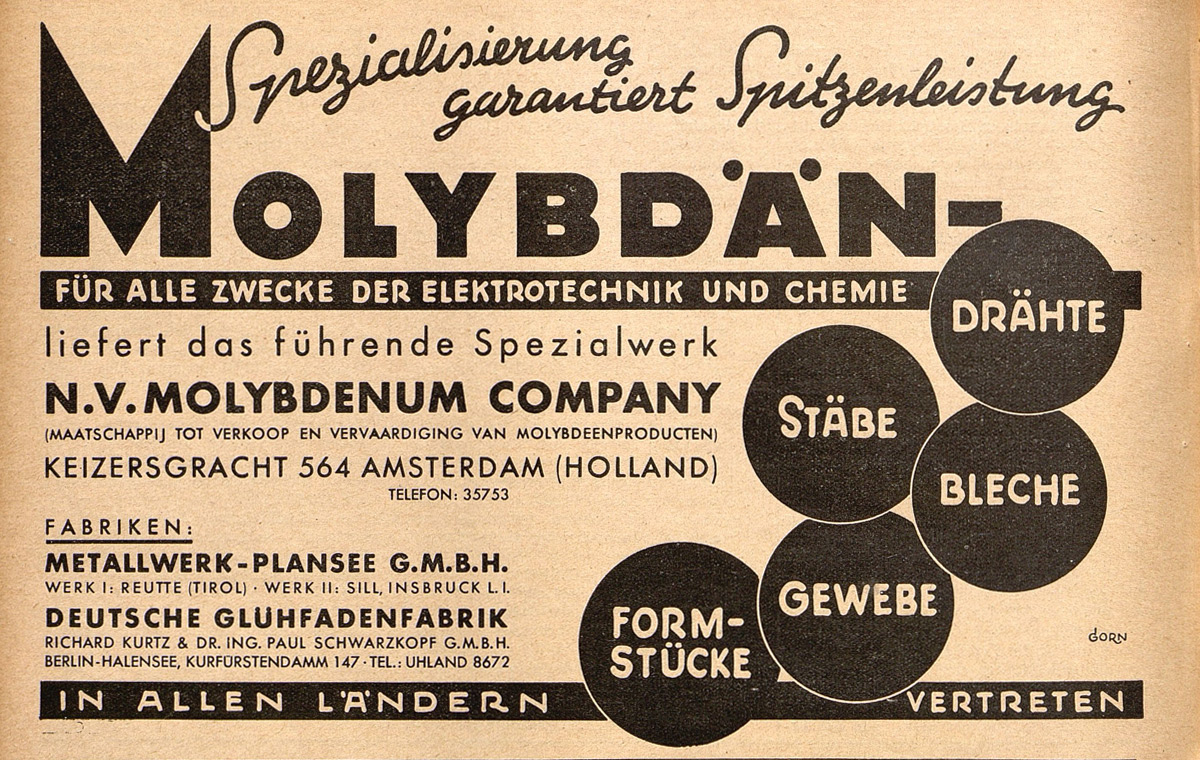 Spezialisierung
garantiert Spitzenleistung
MOLYBDÄN-
FÜR ALLE ZWECKE DER ELEKTROTECHNIK UND CHEMIE
DRÄHTE
STÄBE
BLECHE
GEWEBE
FORM-
STÜCKE
liefert das führende Spezialwerk
N.V. MOLYBDENUM COMPANY
(MAATSCHAPPIJ TOT VERKOOP EN VERVAARDIGING VAN MOLYBDEENPRODUCTEN)
KEIZERSGRACHT 564 AMSTERDAM (HOLLAND)
TELEFON: 35753
FABRIKEN:
METALLWERK-PLANSEE G.M.B.H.
WERK I: REUTTE (TIROL) · WERK II: SILL, INSBRUCK L. I.
DEUTSCHE GLÜHFADENFABRIK
RICHARD KURTZ & DR. ING. PAUL SCHWARZKOPF G.M.B.H.
BERLIN-HALENSEE, KURFÜRSTENDAMM 147 · TEL.: UHLAND 8672
IN ALLEN LÄNDERN VERTRETEN
dORN